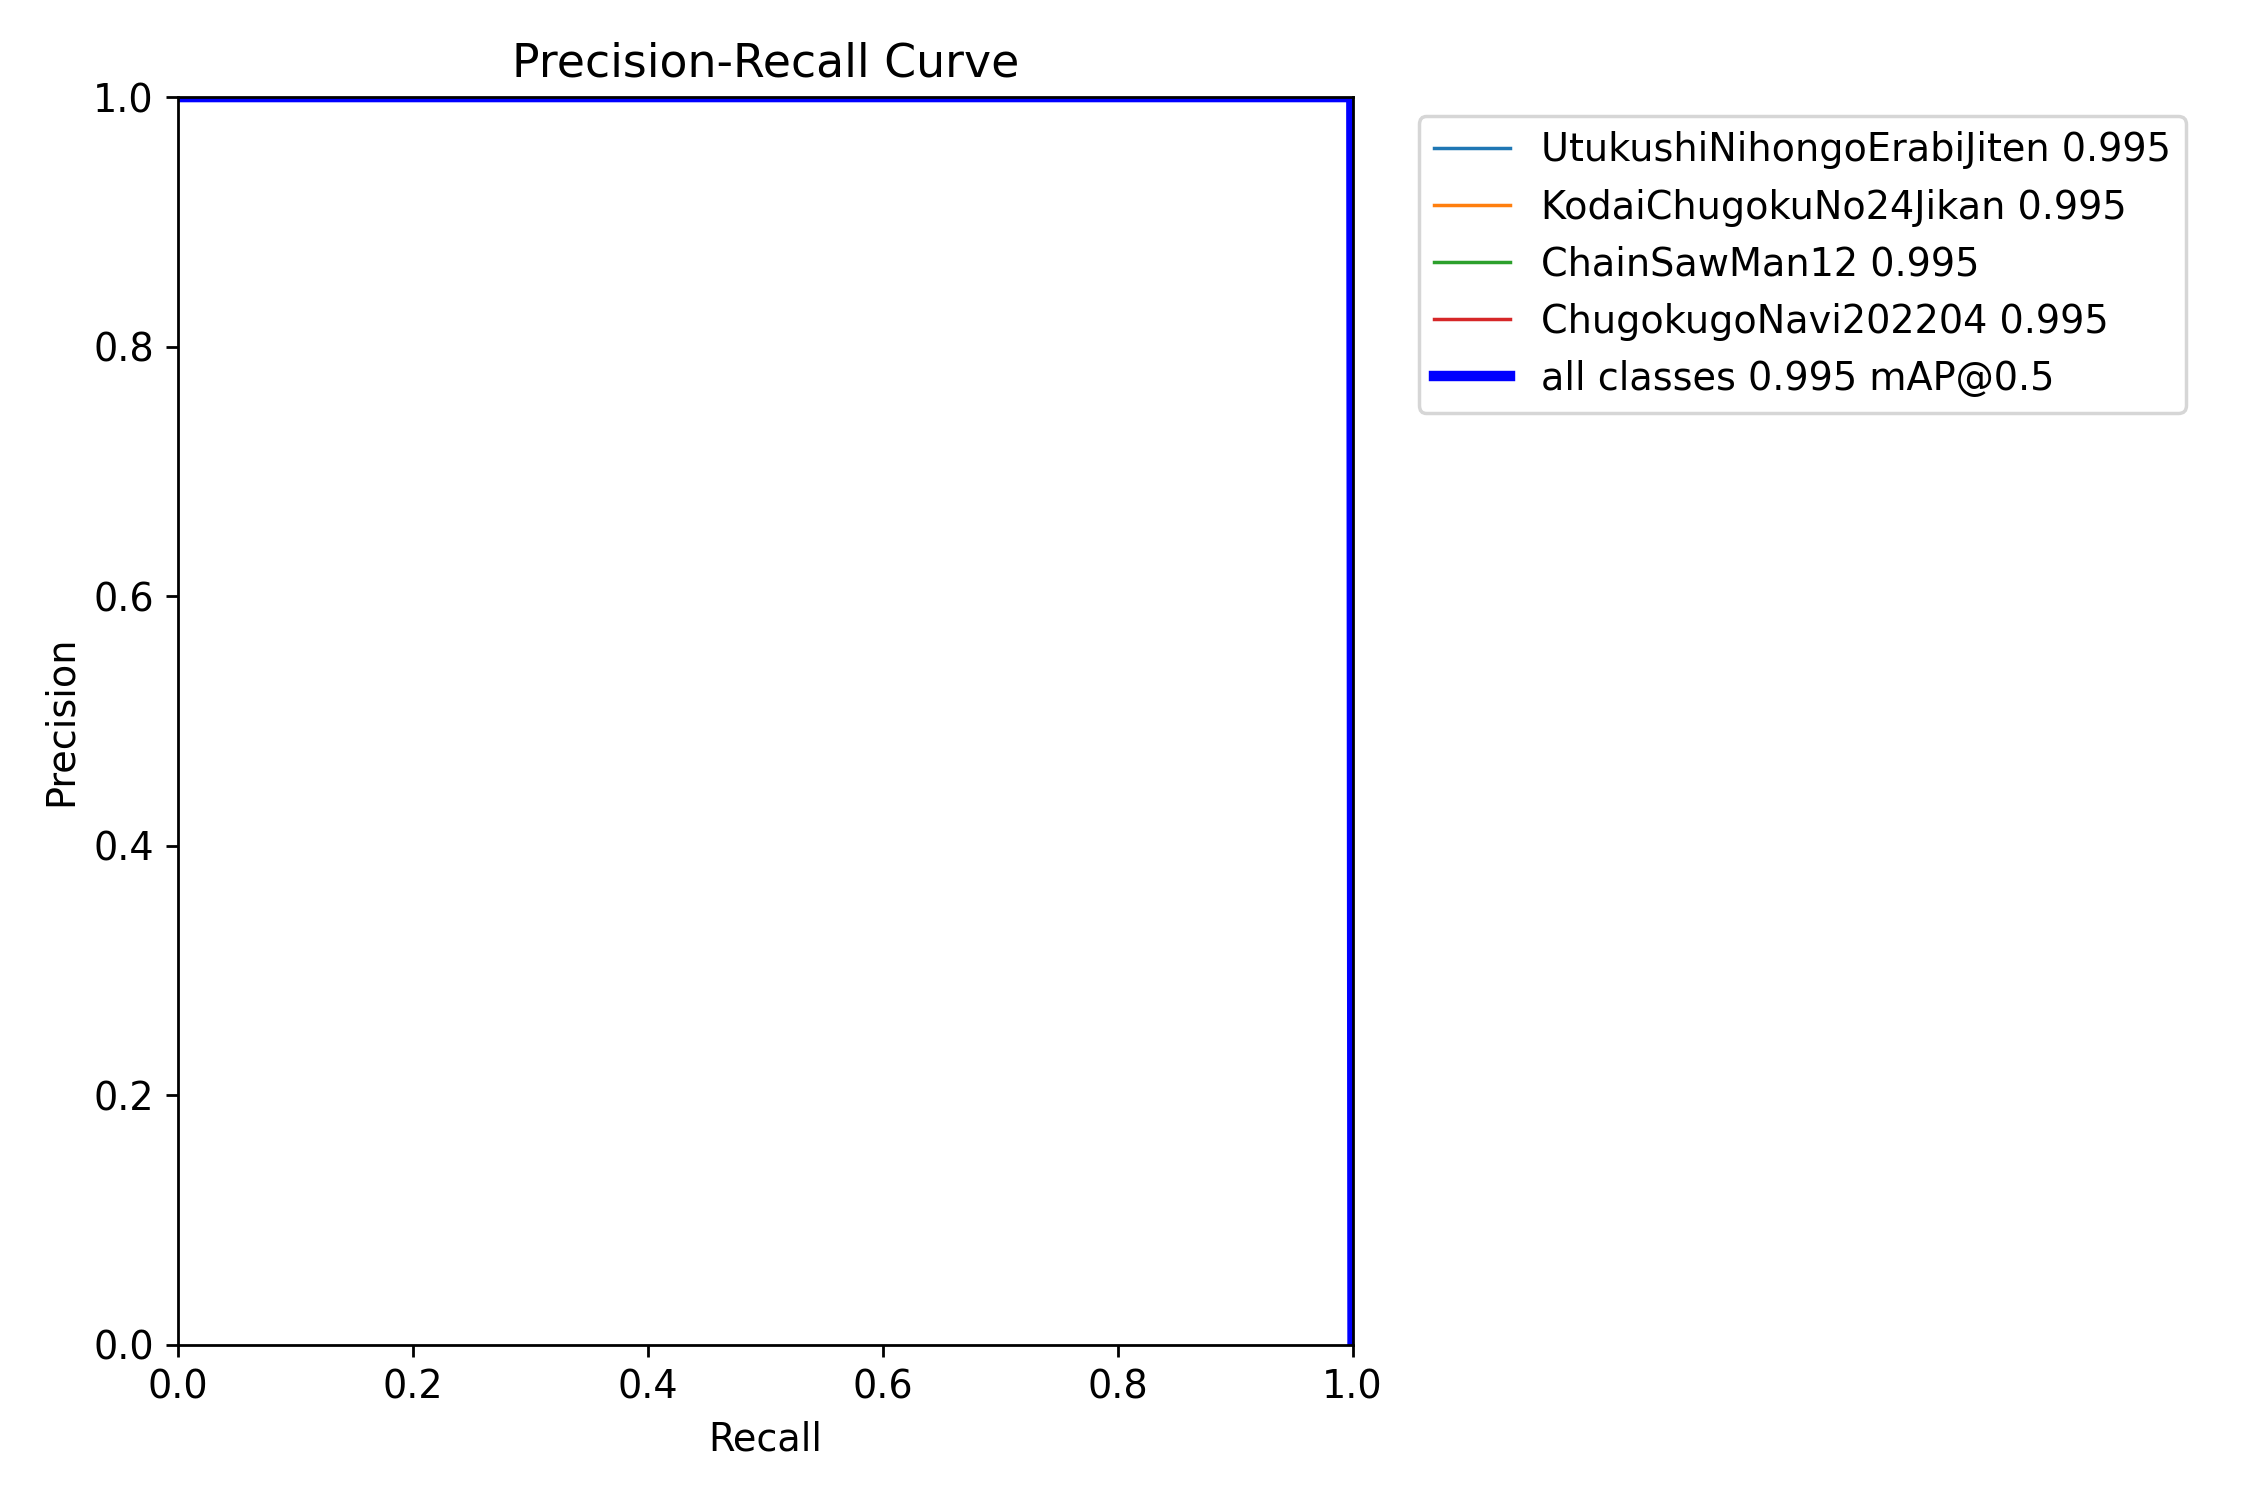 Precision-Recall Curve
1.0
0.8
0.6
0.4
0.2
0.0
Precision
0.0 0.2 0.4 0.6 0.8 1.0
Recall
UtukushiNihongoErabiJiten 0.995
KodaiChugokuNo24Jikan 0.995
ChainSawMan12 0.995
ChugokugoNavi202204 0.995
all classes 0.995 mAP@0.5